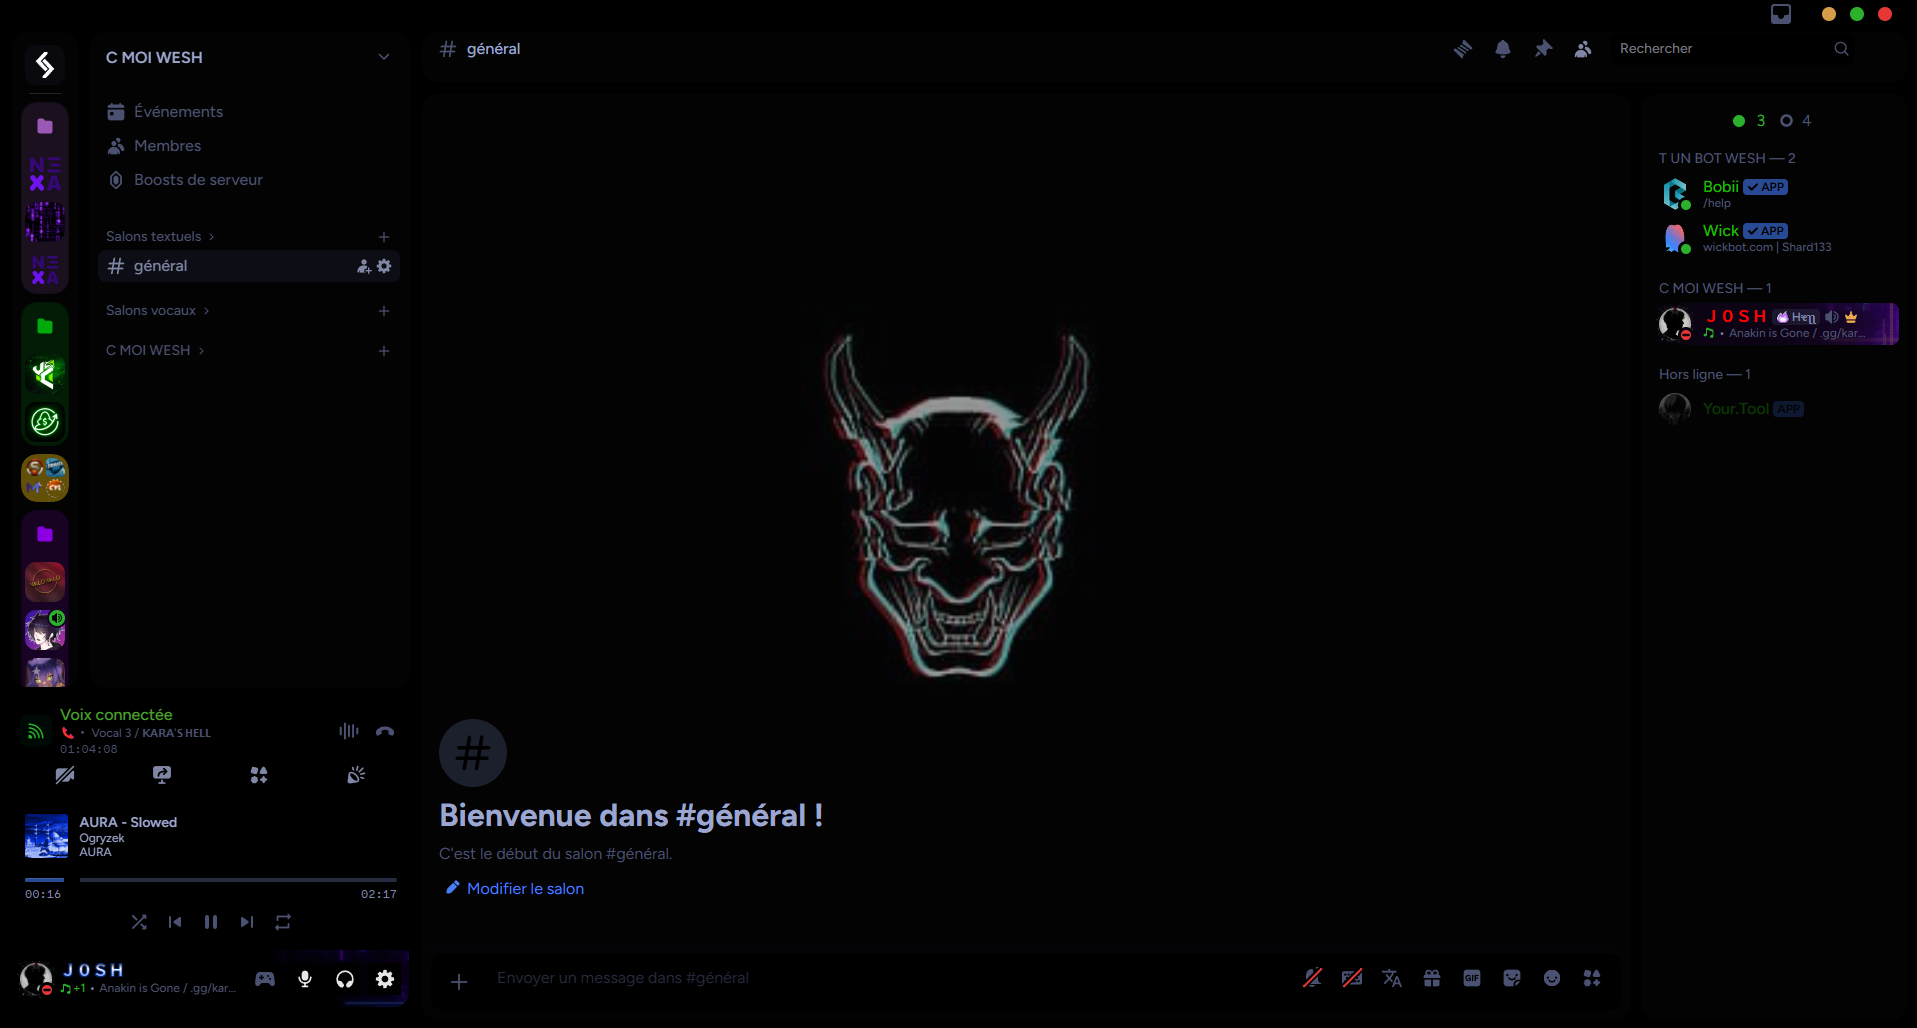 C MOI WESH
Événements
Membres
Boosts de serveur
Salons textuels
général
Salons vocaux
C MOI WESH
Voix connectée
Vocal 3 / KARA'S HELL
01:04:08
AURA - Slowed
Ogryzek
AURA
00:16
02:17
J O S H
+1 • Anakin is Gone / .gg/kar...
général
Rechercher
Bienvenue dans #général !
C'est le début du salon #général.
Modifier le salon
Envoyer un message dans #général
GIF
3
4
T UN BOT WESH — 2
Bobii APP
/help
Wick APP
wickbot.com | Shard133
C MOI WESH — 1
J O S H
• Anakin is Gone / .gg/kar...
Hors ligne — 1
Your.Tool APP
NEXA
NEXA